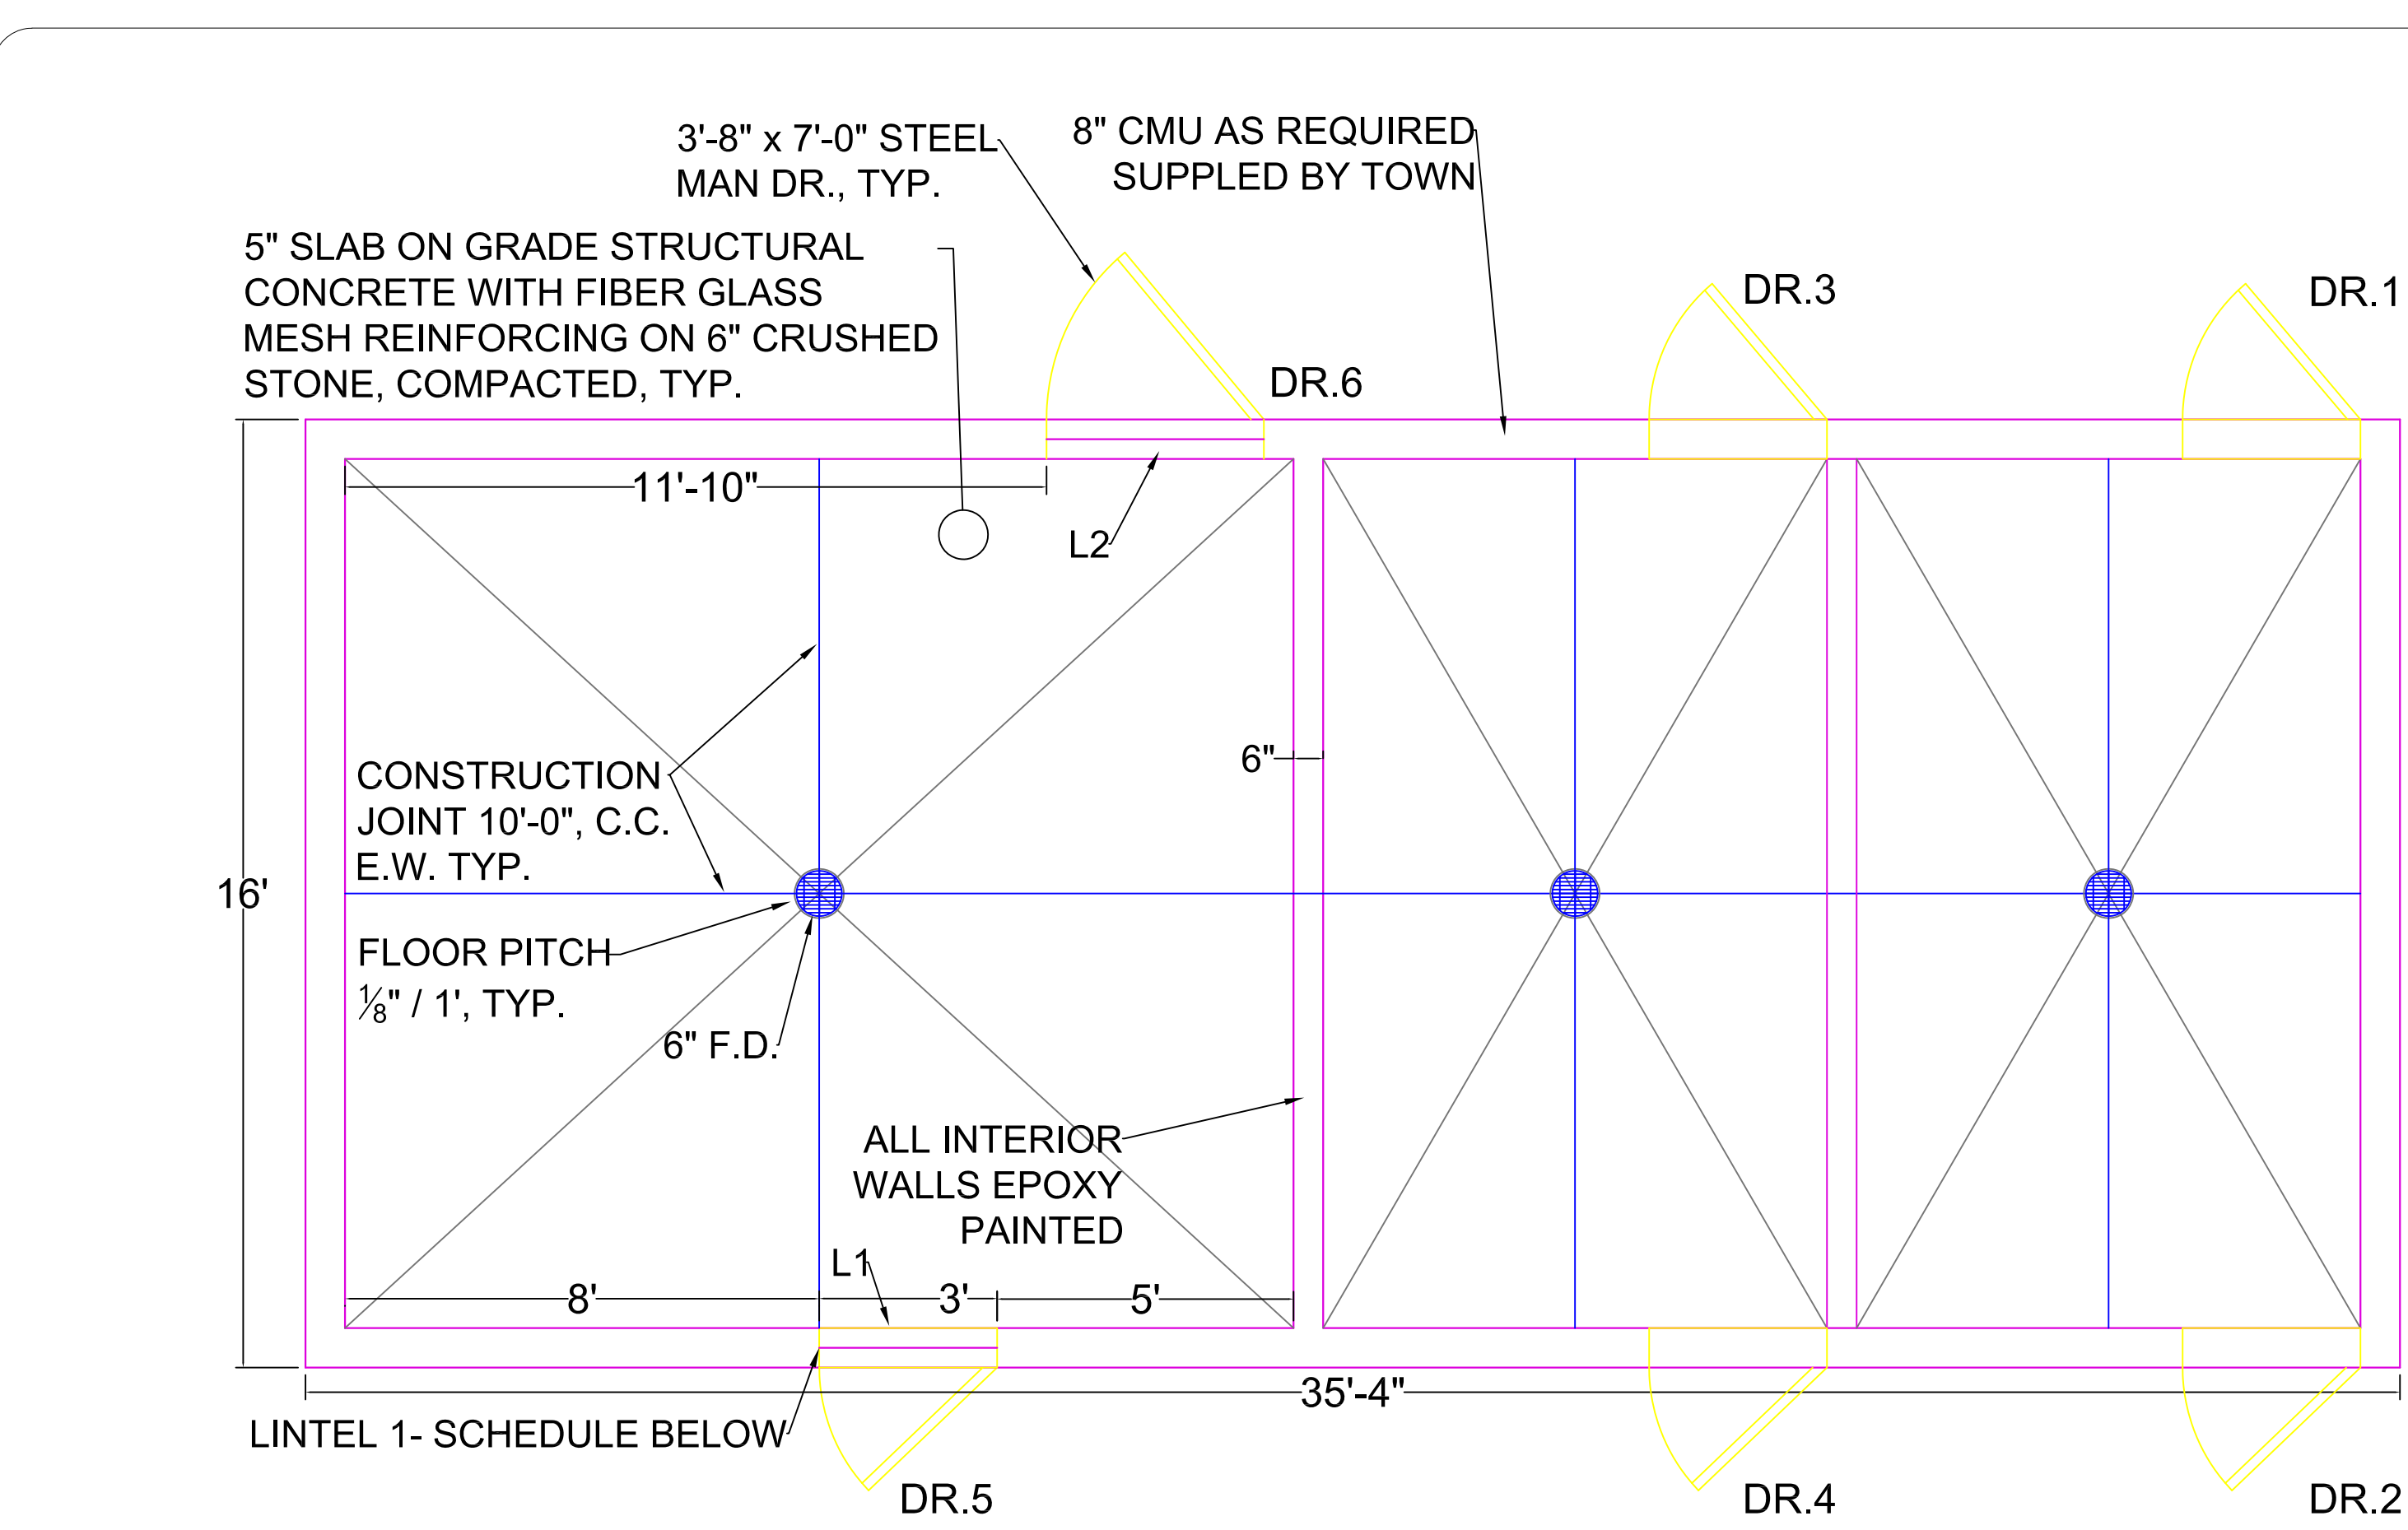 3'-8" x 7'-0" STEEL
MAN DR., TYP.
8" CMU AS REQUIRED
SUPPLED BY TOWN
5" SLAB ON GRADE STRUCTURAL
CONCRETE WITH FIBER GLASS
MESH REINFORCING ON 6" CRUSHED
STONE, COMPACTED, TYP.
DR.3
DR.1
DR.6
11'-10"
L2
6"
CONSTRUCTION
JOINT 10'-0", C.C.
E.W. TYP.
16'
FLOOR PITCH
⅛" / 1', TYP.
6" F.D.
ALL INTERIOR
WALLS EPOXY
PAINTED
L1
8'
3'
5'
35'-4"
LINTEL 1- SCHEDULE BELOW
DR.5
DR.4
DR.2